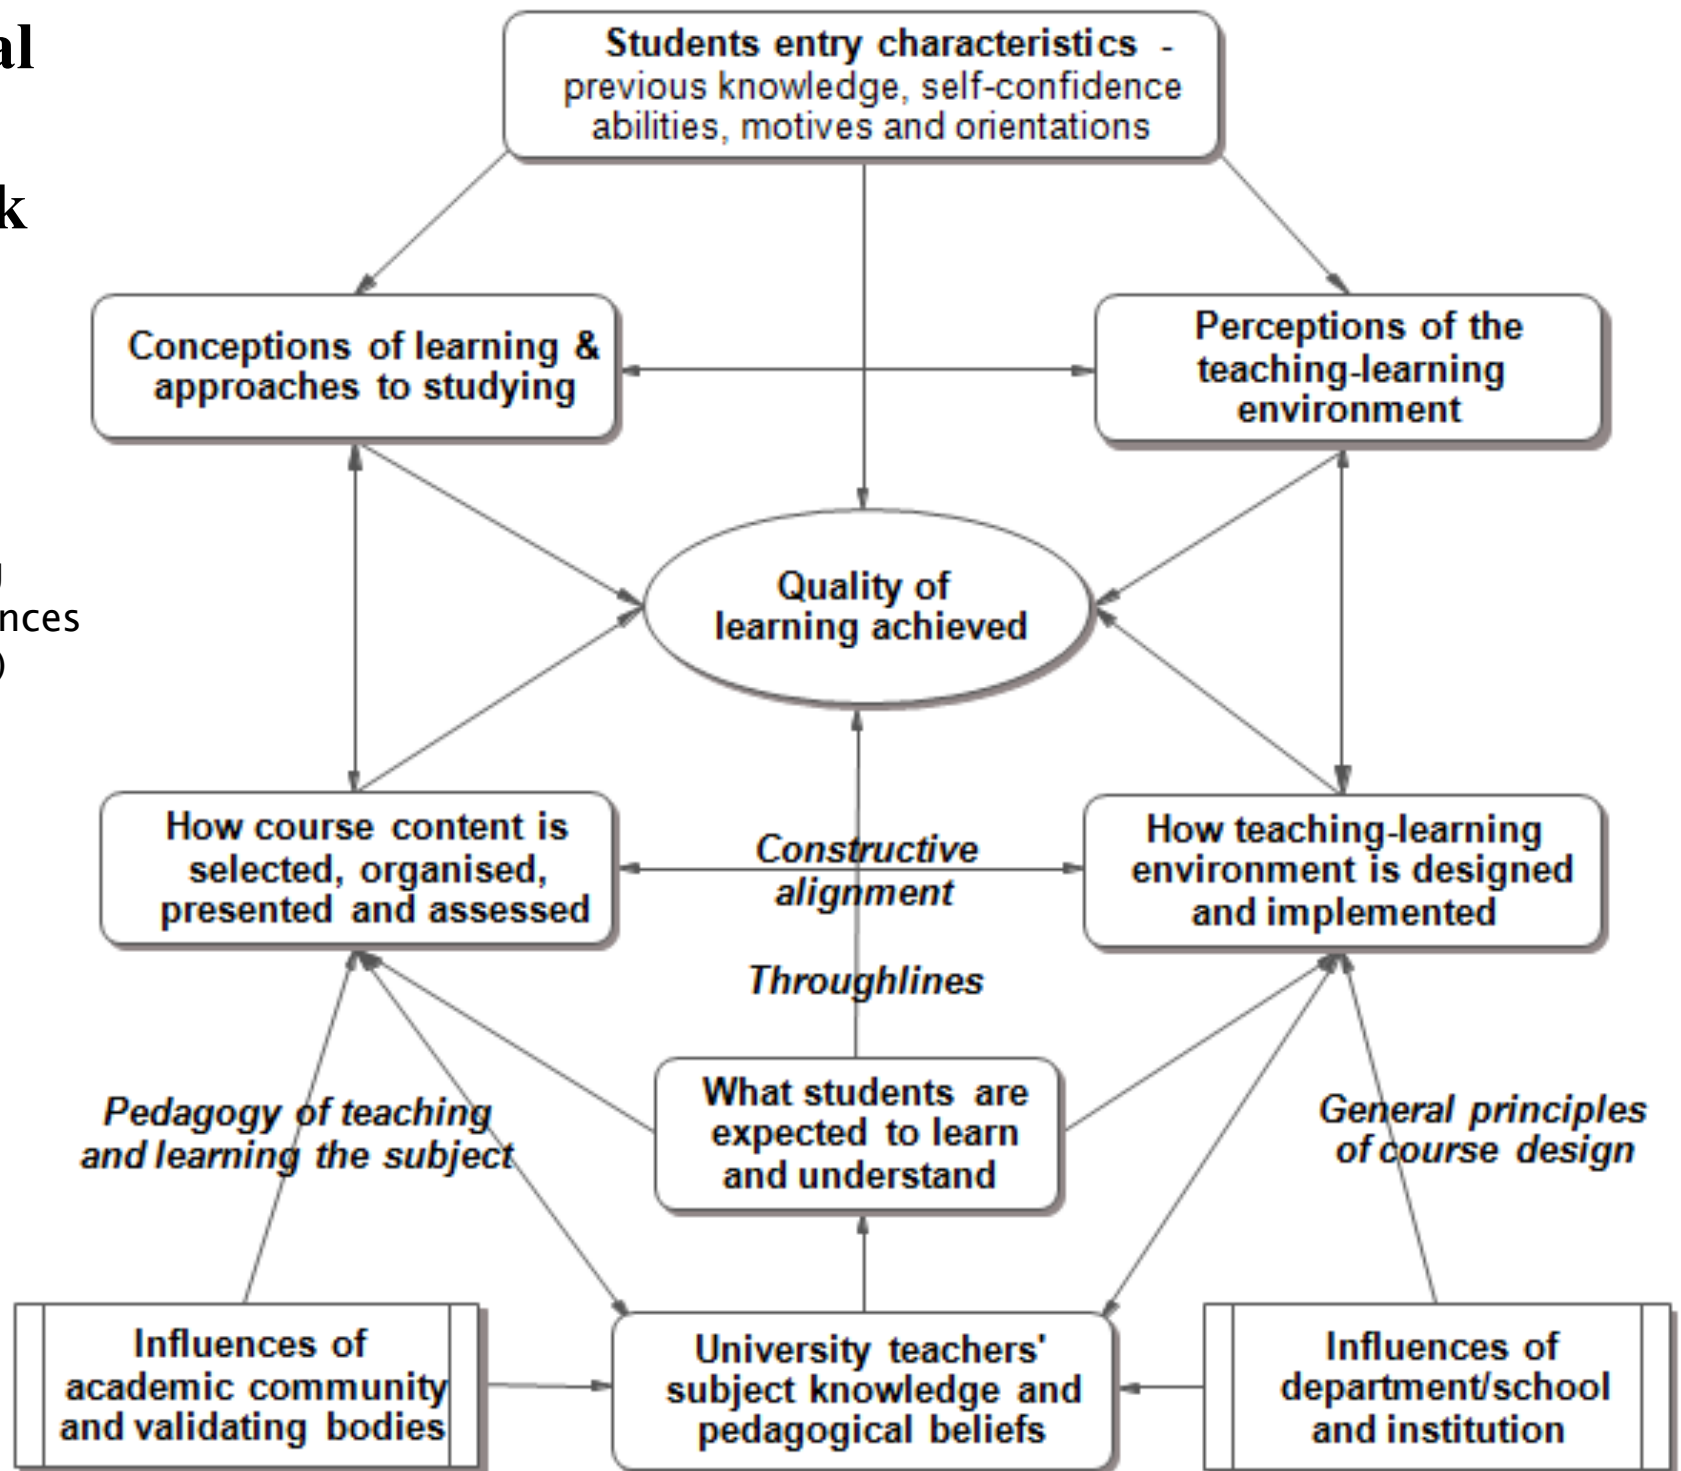 al
k
g
nces
)
Students entry characteristics -
previous knowledge, self-confidence
abilities, motives and orientations
Conceptions of learning &
approaches to studying
Perceptions of the
teaching-learning
environment
Quality of
learning achieved
How course content is
selected, organised,
presented and assessed
Constructive
alignment
How teaching-learning
environment is designed
and implemented
Throughlines
Pedagogy of teaching
and learning the subject
What students are
expected to learn
and understand
General principles
of course design
Influences of
academic community
and validating bodies
University teachers'
subject knowledge and
pedagogical beliefs
Influences of
department/school
and institution